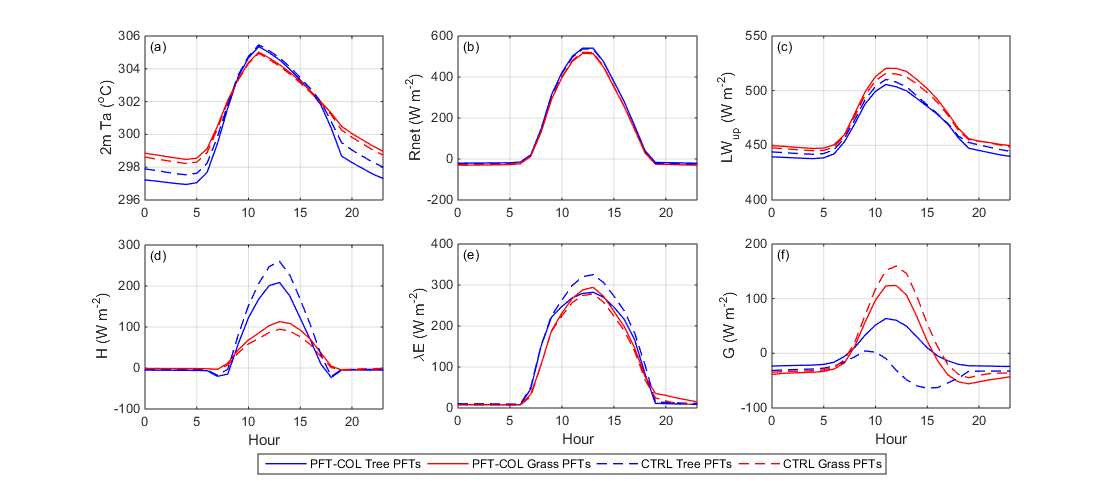 (a)
2m Ta (°C)
306
304
302
300
298
296
0 5 10 15 20
(b)
Rnet (W m-2)
600
400
200
0
-200
0 5 10 15 20
(c)
LWup (W m-2)
550
500
450
400
0 5 10 15 20
(d)
H (W m-2)
300
200
100
0
-100
0 5 10 15 20
Hour
(e)
λE (W m-2)
400
300
200
100
0
0 5 10 15 20
Hour
(f)
G (W m-2)
200
100
0
-100
0 5 10 15 20
Hour
PFT-COL Tree PFTs PFT-COL Grass PFTs CTRL Tree PFTs CTRL Grass PFTs